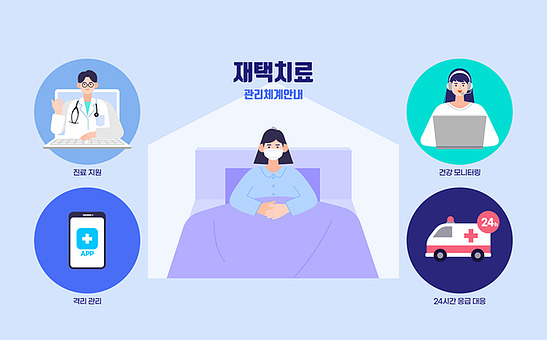 재택치료
관리체계안내
진료 지원
건강 모니터링
APP
격리 관리
24h
24시간 응급 대응